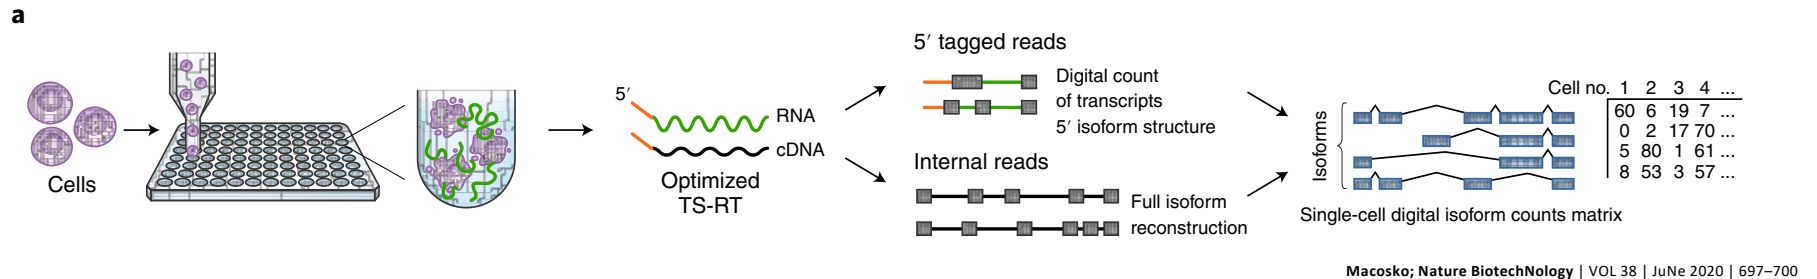 a
Cells
5′
RNA
cDNA
Optimized
TS-RT
5′ tagged reads
Digital count
of transcripts
5′ isoform structure
Internal reads
Full isoform
reconstruction
Isoforms
Cell no. 1 2 3 4 ...
60 6 19 7 ...
0 2 17 70 ...
5 80 1 61 ...
8 53 3 57 ...
Single-cell digital isoform counts matrix
Macosko; Nature BiotechNology | VOL 38 | JuNe 2020 | 697–700